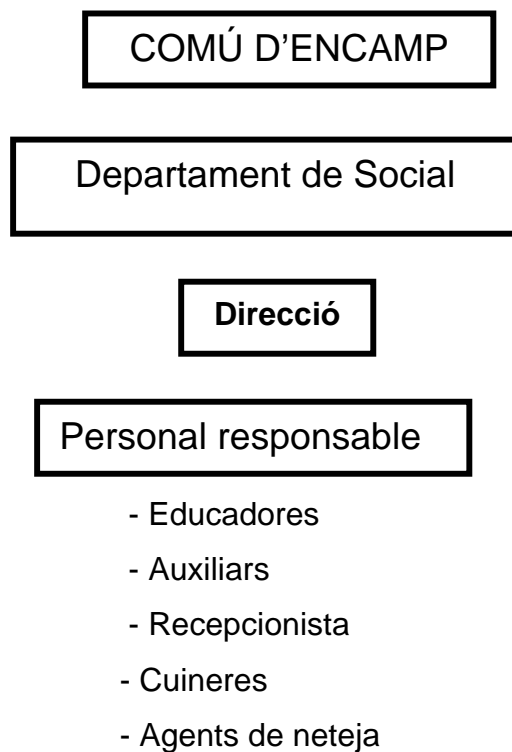 COMÚ D’ENCAMP
Departament de Social
Direcció
Personal responsable
- Educadores
- Auxiliars
- Recepcionista
- Cuineres
- Agents de neteja